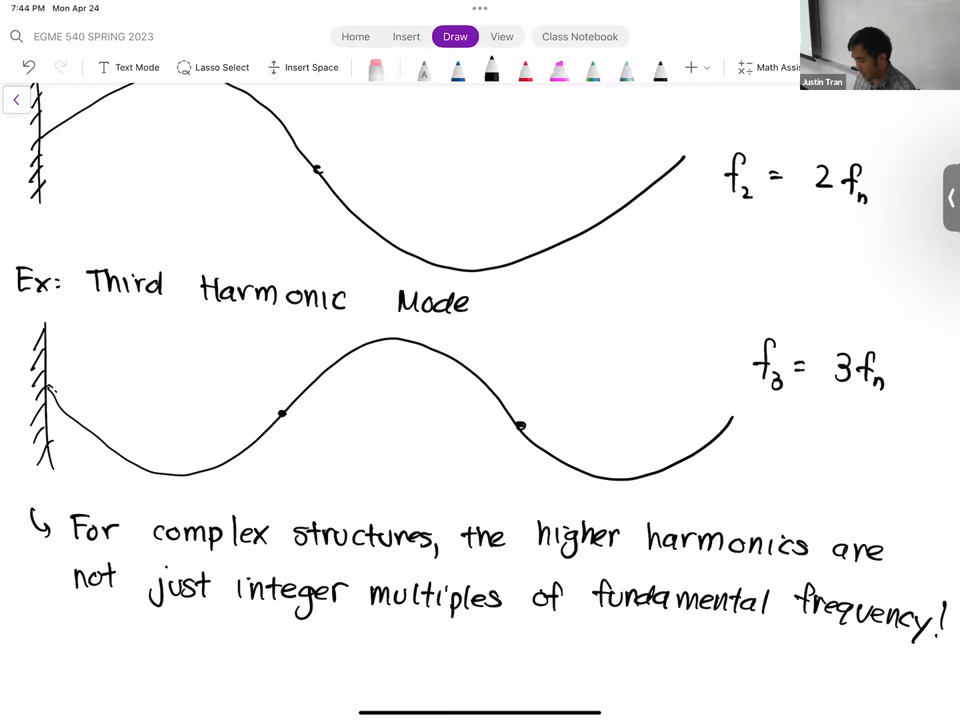 7:44 PM Mon Apr 24
EGME 540 SPRING 2023
Home Insert Draw View Class Notebook
Text Mode Lasso Select Insert Space Math Assis
Justin Tran
f₂ = 2fₙ
Ex: Third Harmonic Mode
f₃ = 3fₙ
↳ For complex structures, the higher harmonics are
not just integer multiples of fundamental frequency!